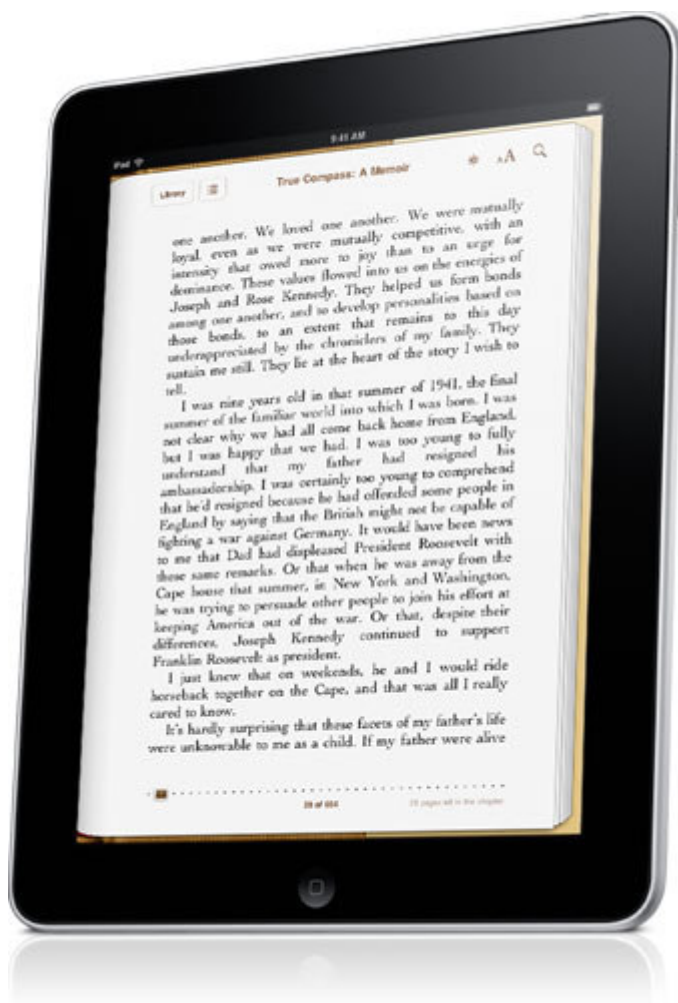 iPad
9:41 AM
Library
True Compass: A Memoir
AA
one another. We loved one another. We were mutually
loyal, even as we were mutually competitive, with an
intensity that owed more to joy than to an urge for
dominance. These values flowed into us on the energies of
Joseph and Rose Kennedy. They helped us form bonds
among one another, and to develop personalities based on
those bonds, to an extent that remains to this day
underappreciated by the chroniclers of my family. They
sustain me still. They lie at the heart of the story I wish to
tell.
I was nine years old in that summer of 1941, the final
summer of the familiar world into which I was born. I was
not clear why we had all come back home from England,
but I was happy that we had. I was too young to fully
understand that my father had resigned his
ambassadorship. I was certainly too young to comprehend
that he'd resigned because he had offended some people in
England by saying that the British might not be capable of
fighting a war against Germany. It would have been news
to me that Dad had displeased President Roosevelt with
these same remarks. Or that when he was away from the
Cape house that summer, in New York and Washington,
he was trying to persuade other people to join his effort at
keeping America out of the war. Or that, despite their
differences, Joseph Kennedy continued to support
Franklin Roosevelt as president.
I just knew that on weekends, he and I would ride
horseback together on the Cape, and that was all I really
cared to know.
It's hardly surprising that these facets of my father's life
were unknowable to me as a child. If my father were alive
of
pages left in the chapter